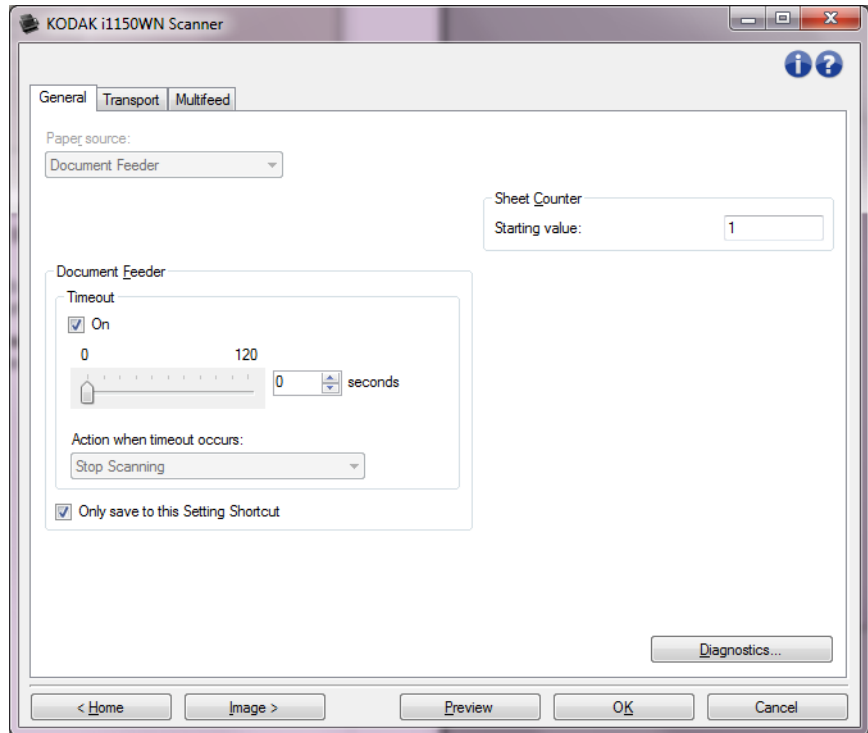 KODAK i1150WN Scanner
General Transport Multifeed
Paper source:
Document Feeder
Sheet Counter
Starting value: 1
Document Feeder
Timeout
On
0 120
0 seconds
Action when timeout occurs:
Stop Scanning
Only save to this Setting Shortcut
Diagnostics...
< Home Image > Preview OK Cancel